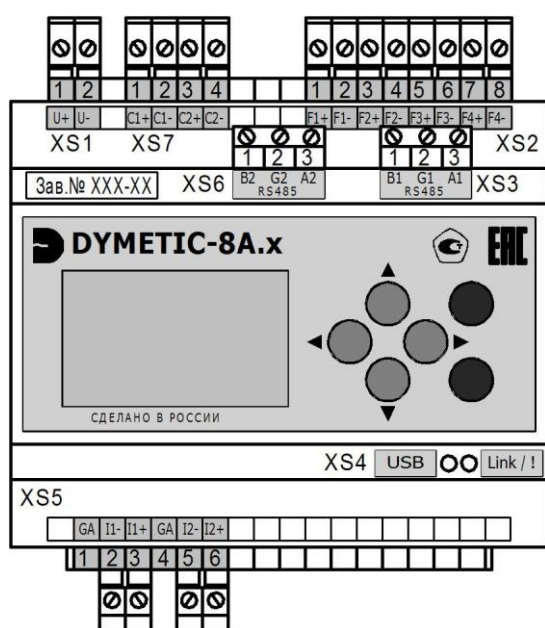 1 2 1 2 3 4 1 2 3 4 5 6 7 8
U+ U- C1+ C1- C2+ C2- F1+ F1- F2+ F2- F3+ F3- F4+ F4-
XS1 XS7 XS2
1 2 3 1 2 3
Зав.№ XXX-XX XS6 B2 G2 A2 B1 G1 A1 XS3
RS485 RS485
DYMETIC-8A.x EAC
СДЕЛАНО В РОССИИ
XS4 USB Link / !
XS5
GA I1- I1+ GA I2- I2+
1 2 3 4 5 6